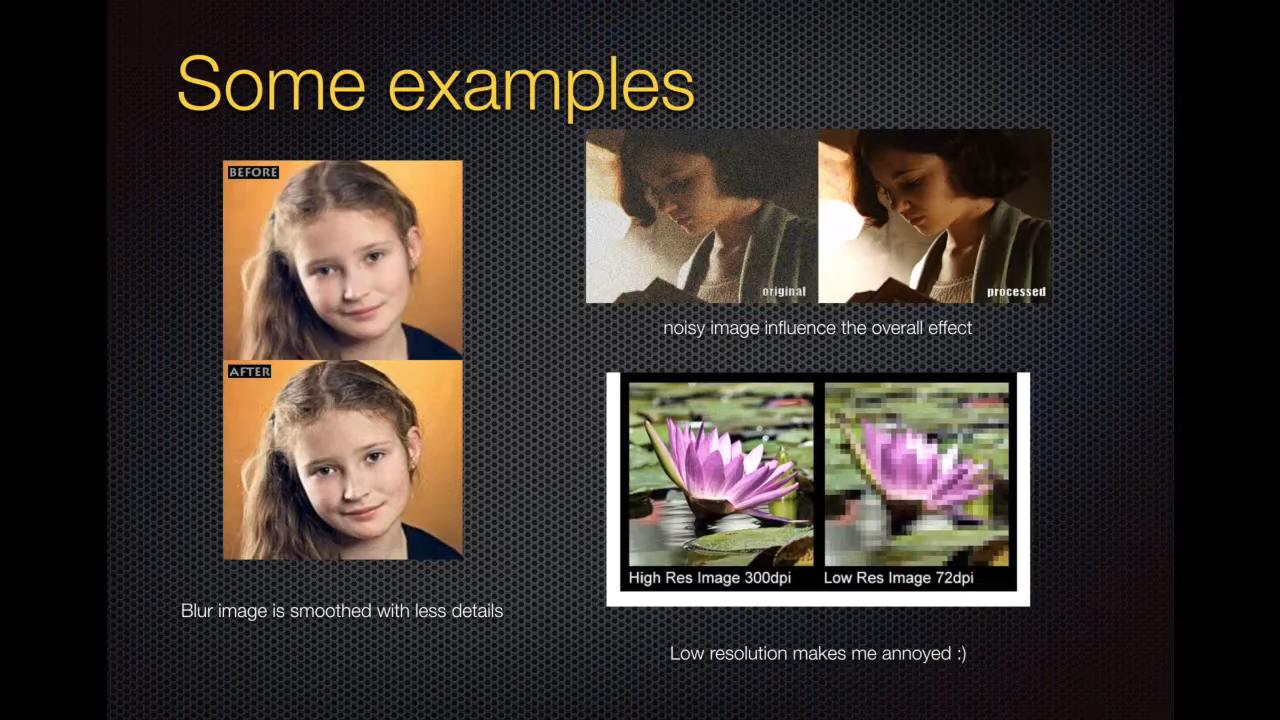 Some examples
BEFORE
AFTER
Blur image is smoothed with less details
original
processed
noisy image influence the overall effect
High Res Image 300dpi
Low Res Image 72dpi
Low resolution makes me annoyed :)